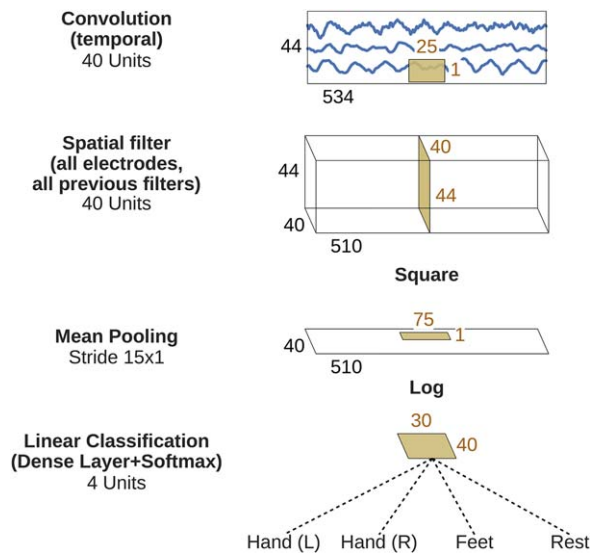 Convolution
(temporal)
40 Units
44
25
1
534
Spatial filter
(all electrodes,
all previous filters)
40 Units
44
40
44
40
510
Square
Mean Pooling
Stride 15x1
75
1
40
510
Log
Linear Classification
(Dense Layer+Softmax)
4 Units
30
40
Hand (L) Hand (R) Feet Rest